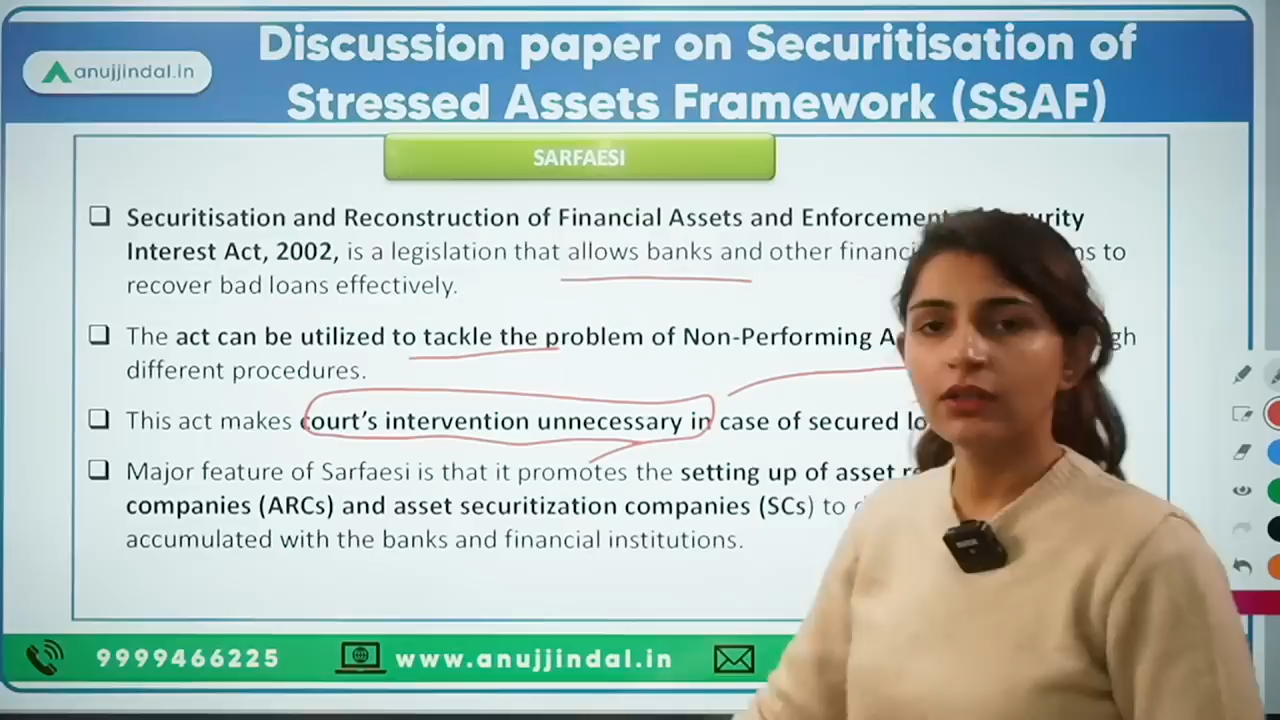 Discussion paper on Securitisation of
anujjindal.in
Stressed Assets Framework (SSAF)
SARFAESI
Securitisation and Reconstruction of Financial Assets and
Interest Act, 2002, is a legislation that allows banks and other to
recover bad loans effectively.
The act can be utilized to tackle the problem of Non-Performing
different procedures.
This act makes court's intervention unnecessary in case of secured
Major feature of Sarfaesi is that it promotes the setting up of asset
companies (ARCs) and asset securitization companies (SCs) to
accumulated with the banks and financial institutions.
9999466225
www.anujjindal.in